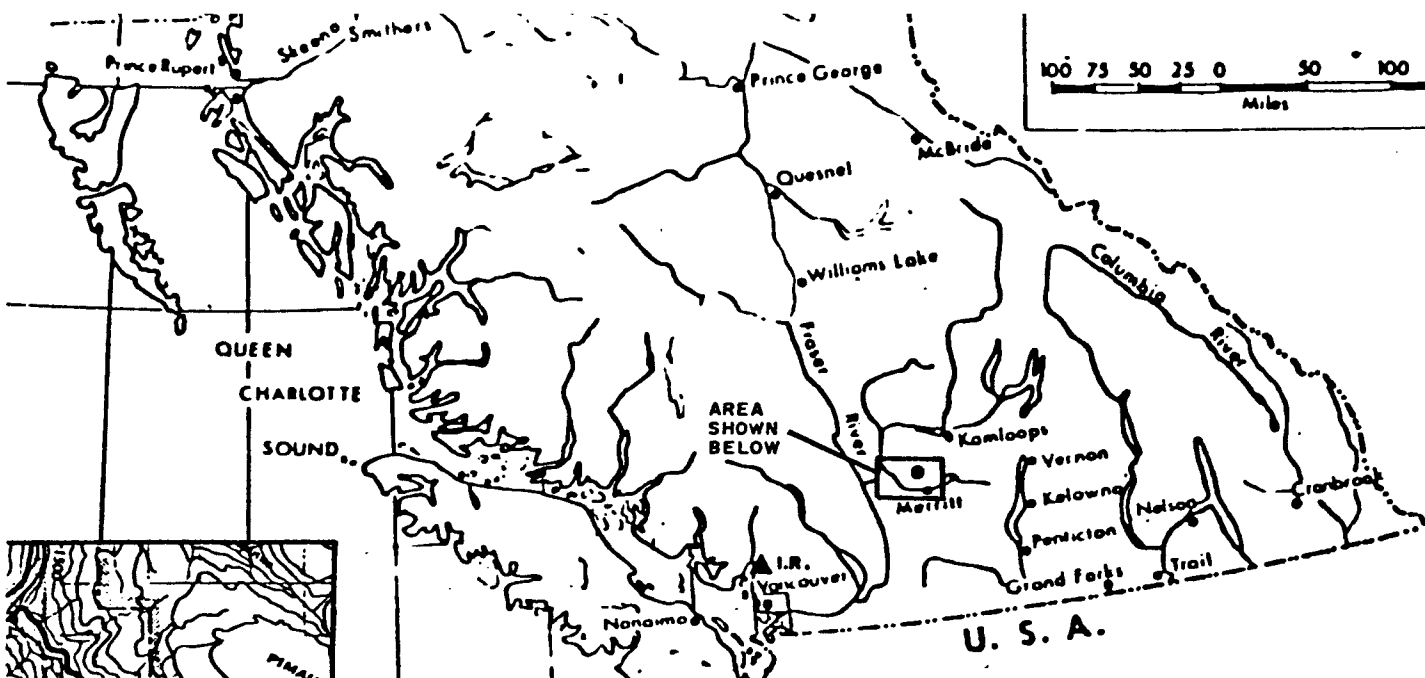 Skeena
Smithers
Prince Rupert
Prince George
100 75 50 25 0 50 100
Miles
McBride
Quesnel
Williams Lake
Columbia
River
Fraser
River
QUEEN
CHARLOTTE
SOUND
AREA
SHOWN
BELOW
Kamloops
Vernon
Kelowna
Merritt
Nelson
Cranbrook
Penticton
I.R.
Vancouver
Grand Forks
Trail
Nanaimo
U. S. A.
1500